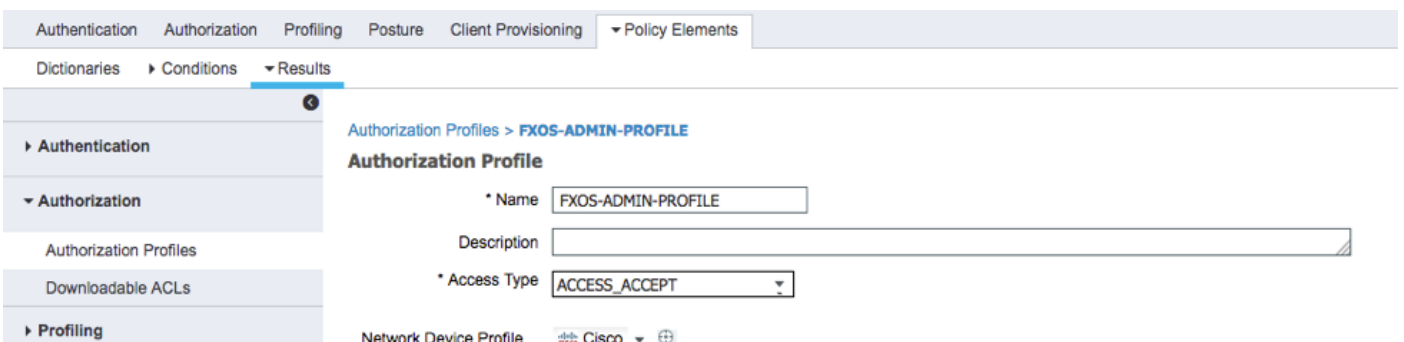 Authentication Authorization Profiling Posture Client Provisioning Policy Elements
Dictionaries Conditions Results
Authorization Profiles > FXOS-ADMIN-PROFILE
Authentication
Authorization Profile
* Name FXOS-ADMIN-PROFILE
Authorization
Description
Authorization Profiles
* Access Type ACCESS_ACCEPT
Downloadable ACLs
Profiling
Network Device Profile Cisco